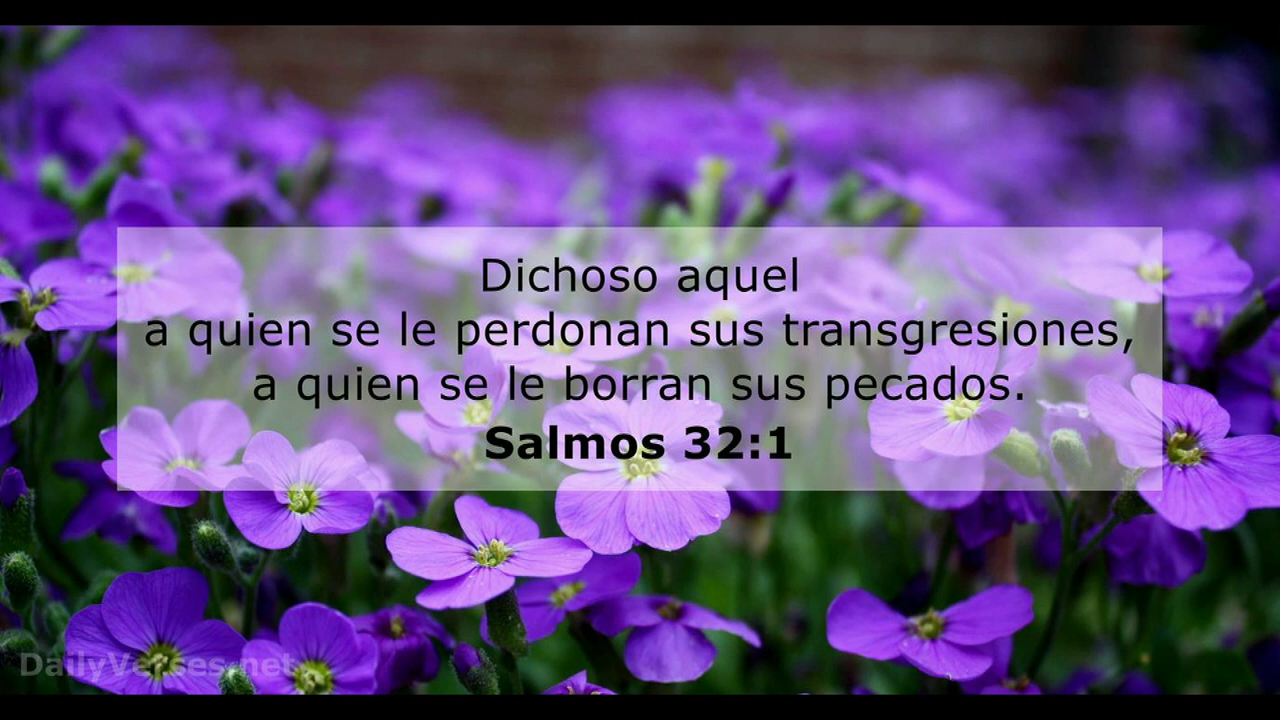 Dichoso aquel
a quien se le perdonan sus transgresiones,
a quien se le borran sus pecados.
Salmos 32:1
DailyVerses.net